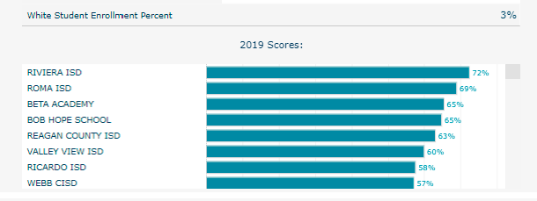 White Student Enrollment Percent 3%
2019 Scores:
RIVIERA ISD 72%
ROMA ISD 69%
BETA ACADEMY 65%
BOB HOPE SCHOOL 65%
REAGAN COUNTY ISD 63%
VALLEY VIEW ISD 60%
RICARDO ISD 58%
WEBB CISD 57%